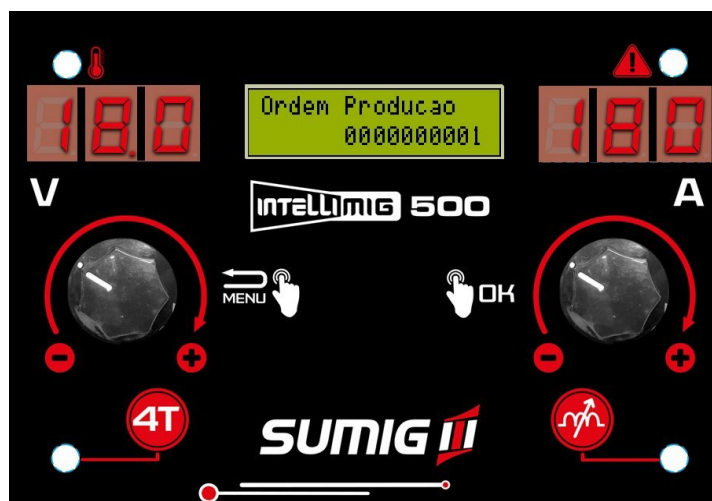 18.0
Ordem Producao
0000000001
180
V
INTELLIMIG 500
A
MENU
OK
4T
SUMIG